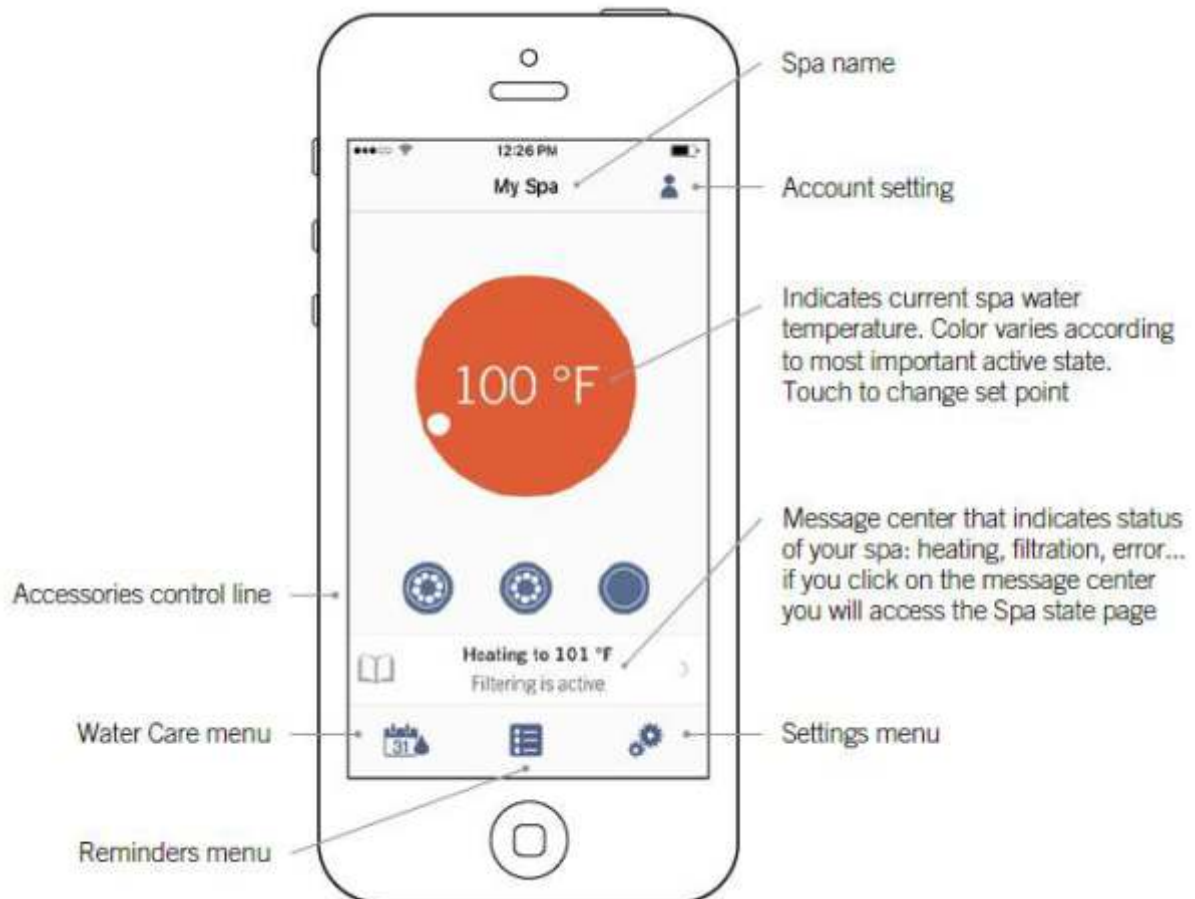 Spa name
12:26 PM
My Spa
Account setting
Indicates current spa water
temperature. Color varies according
to most important active state.
Touch to change set point
100 °F
Message center that indicates status
of your spa: heating, filtration, error...
if you click on the message center
you will access the Spa state page
Accessories control line
Heating to 101 °F
Filtering is active
Water Care menu
31
Settings menu
Reminders menu